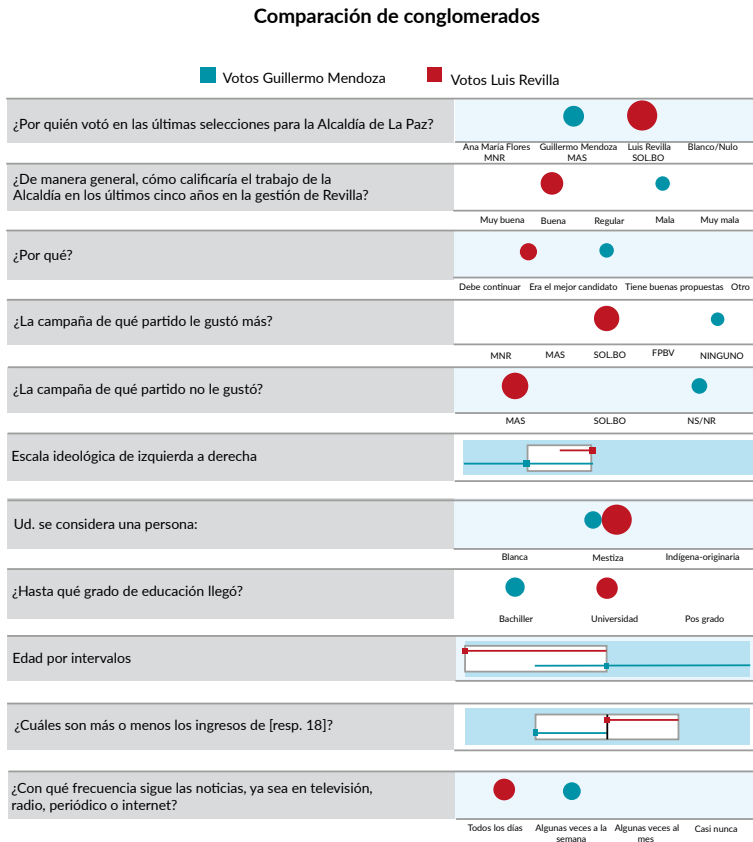 Comparación de conglomerados
Votos Guillermo Mendoza
Votos Luis Revilla
¿Por quién votó en las últimas selecciones para la Alcaldía de La Paz?
Ana María Flores Guillermo Mendoza Luis Revilla Blanco/Nulo
MNR MAS SOL.BO
¿De manera general, cómo calificaría el trabajo de la
Alcaldía en los últimos cinco años en la gestión de Revilla?
Muy buena Buena Regular Mala Muy mala
¿Por qué?
Debe continuar Era el mejor candidato Tiene buenas propuestas Otro
¿La campaña de qué partido le gustó más?
MNR MAS SOL.BO FPBV NINGUNO
¿La campaña de qué partido no le gustó?
MAS SOL.BO NS/NR
Escala ideológica de izquierda a derecha
Ud. se considera una persona:
Blanca Mestiza Indígena-originaria
¿Hasta qué grado de educación llegó?
Bachiller Universidad Pos grado
Edad por intervalos
¿Cuáles son más o menos los ingresos de [resp. 18]?
¿Con qué frecuencia sigue las noticias, ya sea en televisión,
radio, periódico o internet?
Todos los días Algunas veces a la Algunas veces al Casi nunca
semana mes